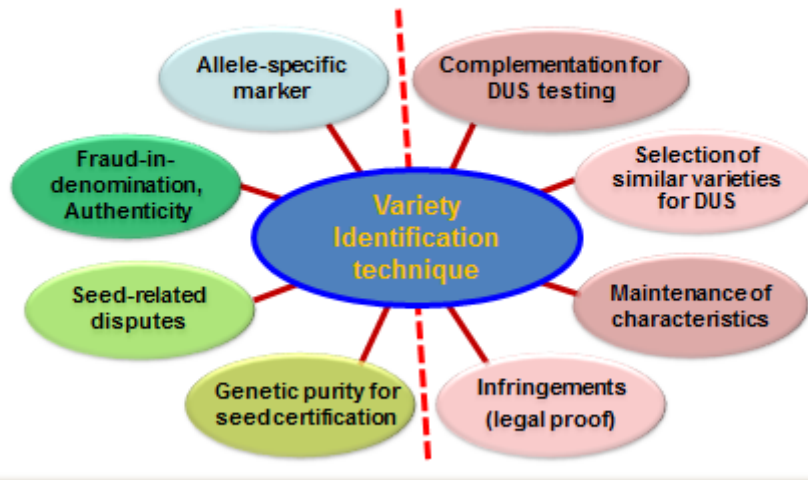 Allele-specific
marker
Complementation for
DUS testing
Fraud-in-
denomination,
Authenticity
Variety
Identification
technique
Selection of
similar varieties
for DUS
Seed-related
disputes
Maintenance of
characteristics
Genetic purity for
seed certification
Infringements
(legal proof)